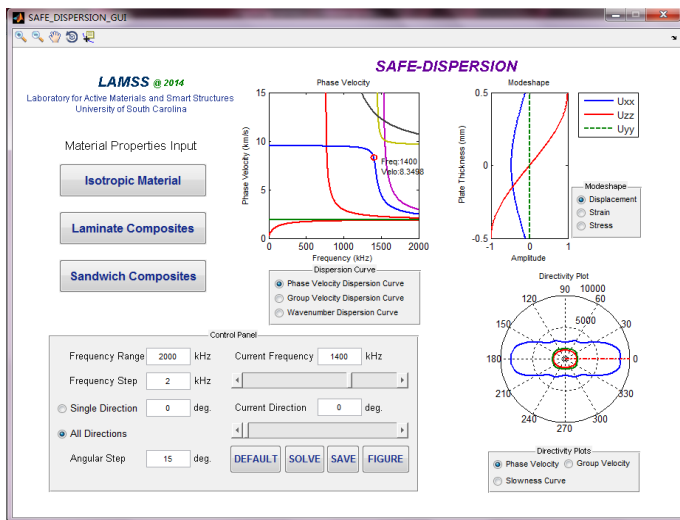 SAFE_DISPERSION_GUI
LAMSS @ 2014
Laboratory for Active Materials and Smart Structures
University of South Carolina
SAFE-DISPERSION
Material Properties Input
Isotropic Material
Laminate Composites
Sandwich Composites
Phase Velocity
Phase Velocity (km/s)
15
10
5
0
0 500 1000 1500 2000
Frequency (kHz)
Freq:1400
Velo:8.3498
Modeshape
Plate Thickness (mm)
0.5
0
-0.5
-1 0 1
Amplitude
Uxx
Uzz
Uyy
Modeshape
Displacement
Strain
Stress
Dispersion Curve
Phase Velocity Dispersion Curve
Group Velocity Dispersion Curve
Wavenumber Dispersion Curve
Directivity Plot
90 10000
120 60
5000
150 30
180 0
210 330
240 300
270
Directivity Plots
Phase Velocity Group Velocity
Slowness Curve
Control Panel
Frequency Range 2000 kHz Current Frequency 1400 kHz
Frequency Step 2 kHz
Single Direction 0 deg. Current Direction 0 deg.
All Directions
Angular Step 15 deg. DEFAULT SOLVE SAVE FIGURE